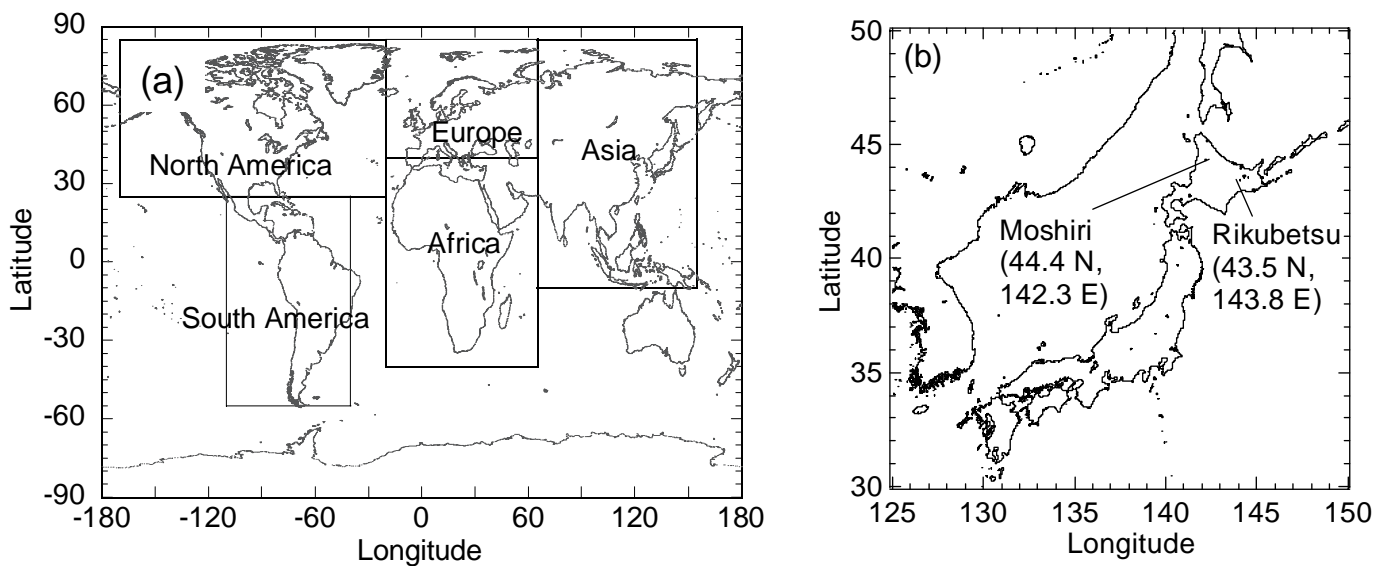 (a)
North America
Europe
Asia
Africa
South America
90
60
30
0
-30
-60
-90
-180
-120
-60
0
60
120
180
Latitude
Longitude
(b)
Moshiri
(44.4 N,
142.3 E)
Rikubetsu
(43.5 N,
143.8 E)
50
45
40
35
30
125
130
135
140
145
150
Latitude
Longitude